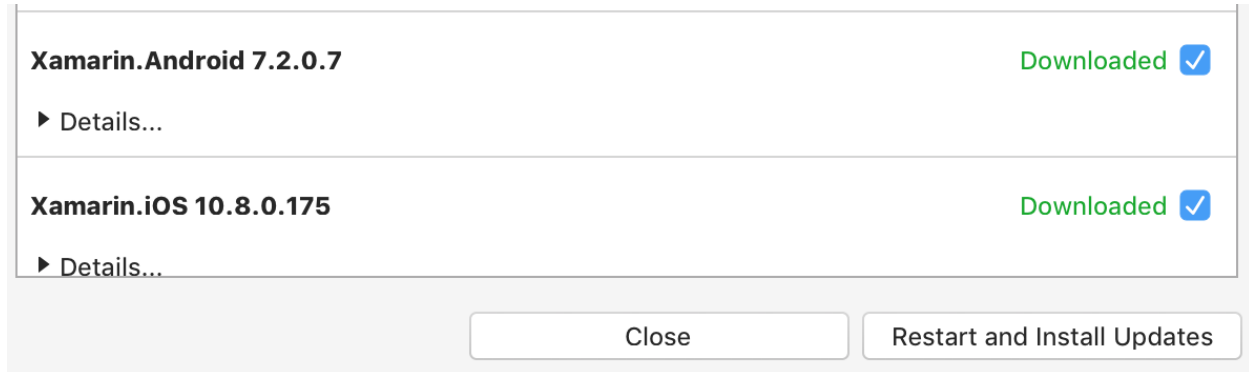 Xamarin.Android 7.2.0.7 Downloaded
Details...
Xamarin.iOS 10.8.0.175 Downloaded
Details...
Close Restart and Install Updates